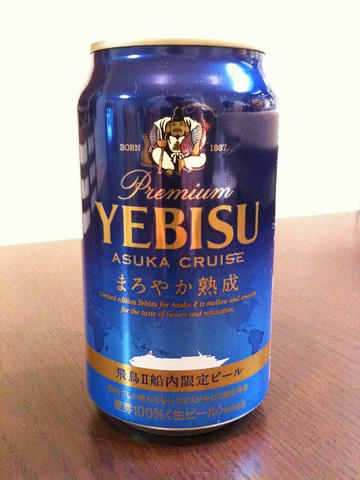 BORN 1887
Premium
YEBISU
ASUKA CRUISE
まろやか熟成
Limited edition Yebisu for Asuka II is mellow and smooth
for the taste of luxury and relaxation.
飛鳥II船内限定ビール
麦芽100%〈生ビール〉